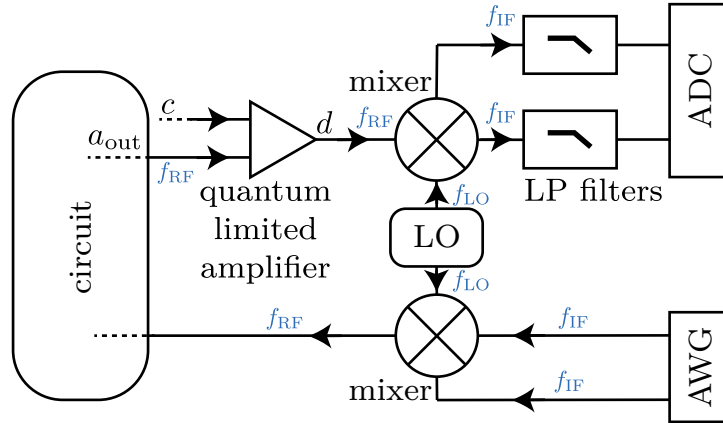 f_IF
mixer
ADC
c
d
f_RF
f_IF
a_out
f_RF
LP filters
quantum
limited
amplifier
f_LO
LO
circuit
f_LO
f_RF
f_IF
AWG
mixer
f_IF